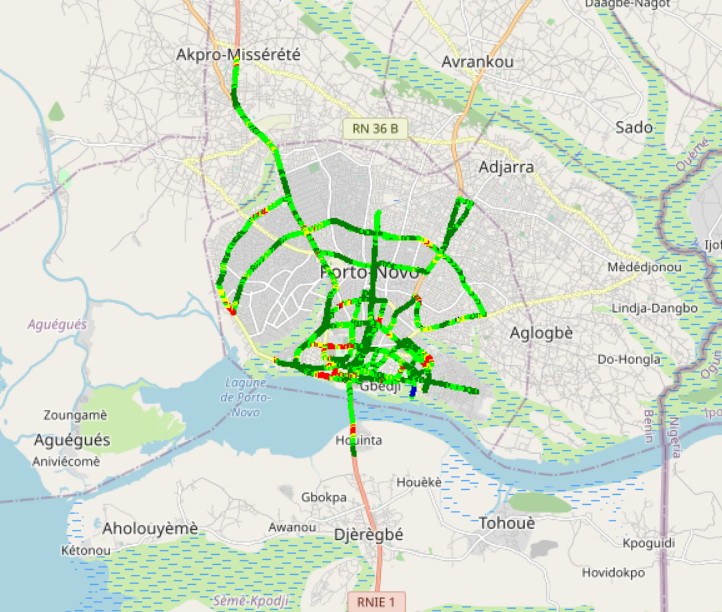 Daagbé-Nagot
Akpro-Missérété
Avrankou
RN 36 B
Sado
Ouémé
Adjarra
Porto-Novo
Mèdédjonou
Lindja-Dangbo
Aguégués
Aglogbè
Do-Hongla
Lagune
de Porto-
Novo
Gbèdji
Zoungamè
Aguégués
Aniviécomè
Houinta
Bénin
Nigeria
Houèkè
Gbokpa
Aholouyèmè
Awanou
Djèrègbé
Tohouè
Kétonou
Kpoguidi
Hovidokpo
Sèmè-Kpodji
RNIE 1